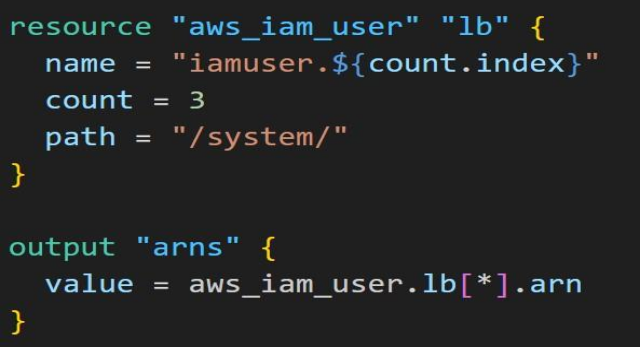 resource "aws_iam_user" "lb" {
  name = "iamuser.${count.index}"
  count = 3
  path = "/system/"
}

output "arns" {
  value = aws_iam_user.lb[*].arn
}